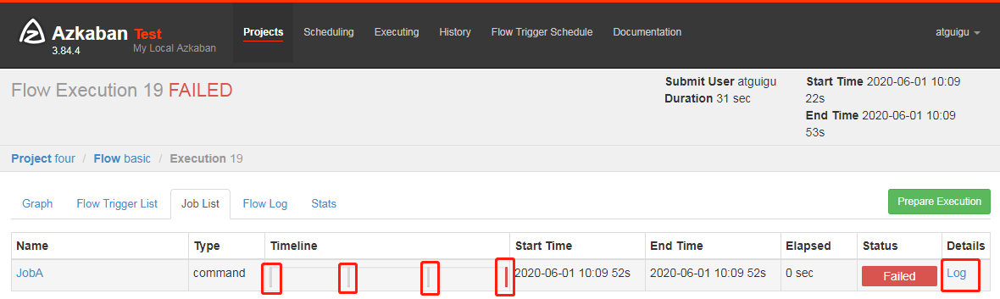 Azkaban Test
3.84.4 My Local Azkaban
Projects Scheduling Executing History Flow Trigger Schedule Documentation atguigu
Flow Execution 19 FAILED
Submit User atguigu
Duration 31 sec
Start Time 2020-06-01 10:09
22s
End Time 2020-06-01 10:09
53s
Project four / Flow basic / Execution 19
Graph Flow Trigger List Job List Flow Log Stats Prepare Execution
Name Type Timeline Start Time End Time Elapsed Status Details
JobA command 2020-06-01 10:09 52s 2020-06-01 10:09 52s 0 sec Failed Log